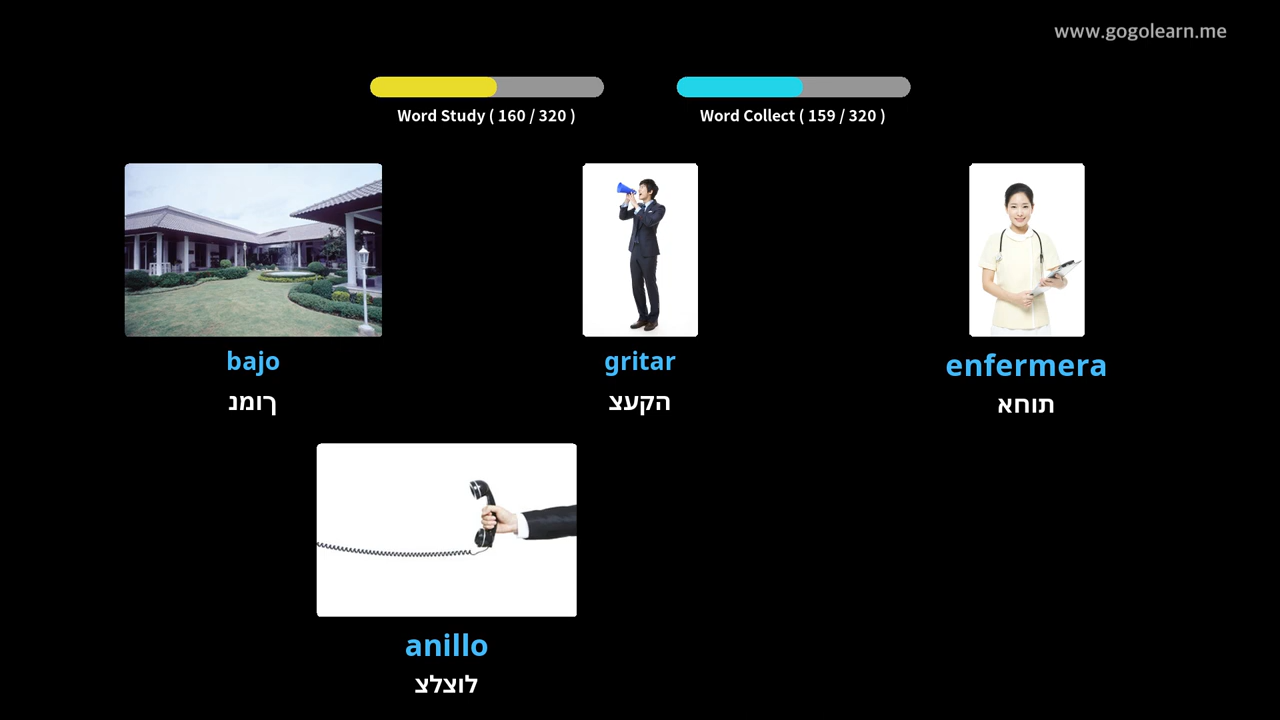 www.gogolearn.me
Word Study ( 160 / 320 )
Word Collect ( 159 / 320 )
bajo
ךומנ
gritar
הקעצ
enfermera
תוחא
anillo
לוצלצ